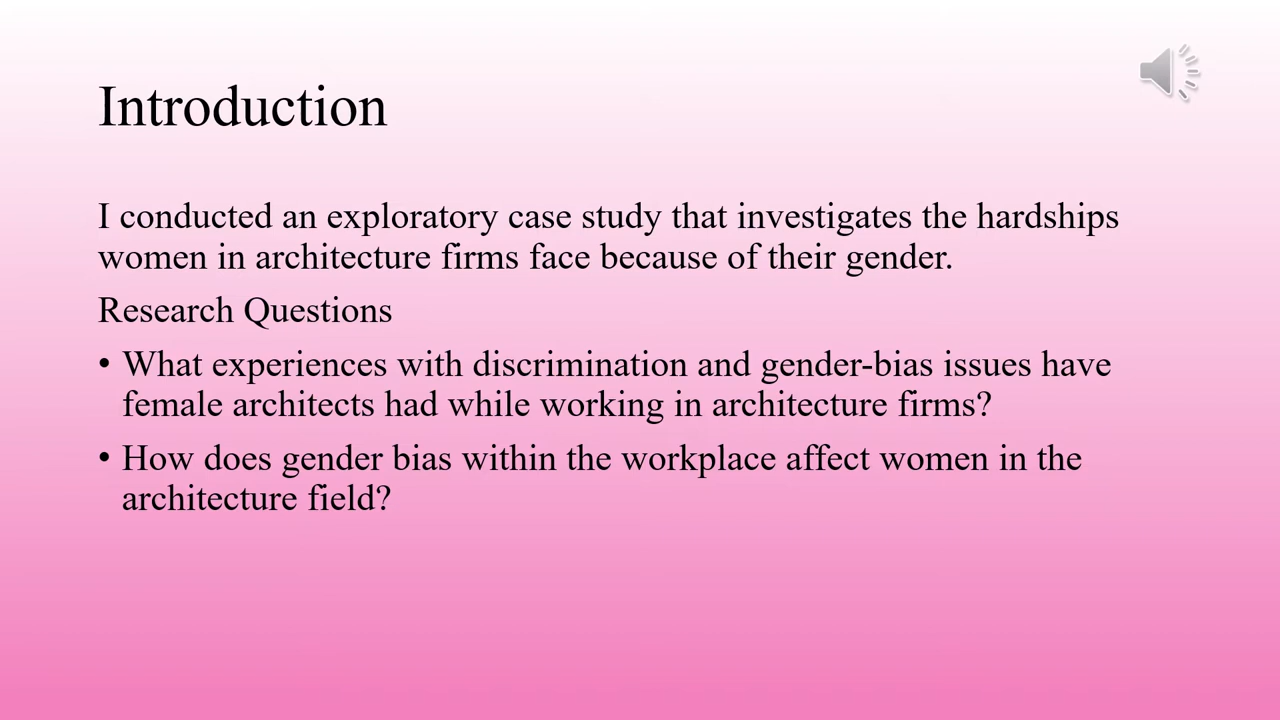 Introduction
I conducted an exploratory case study that investigates the hardships
women in architecture firms face because of their gender.
Research Questions
• What experiences with discrimination and gender-bias issues have
female architects had while working in architecture firms?
• How does gender bias within the workplace affect women in the
architecture field?